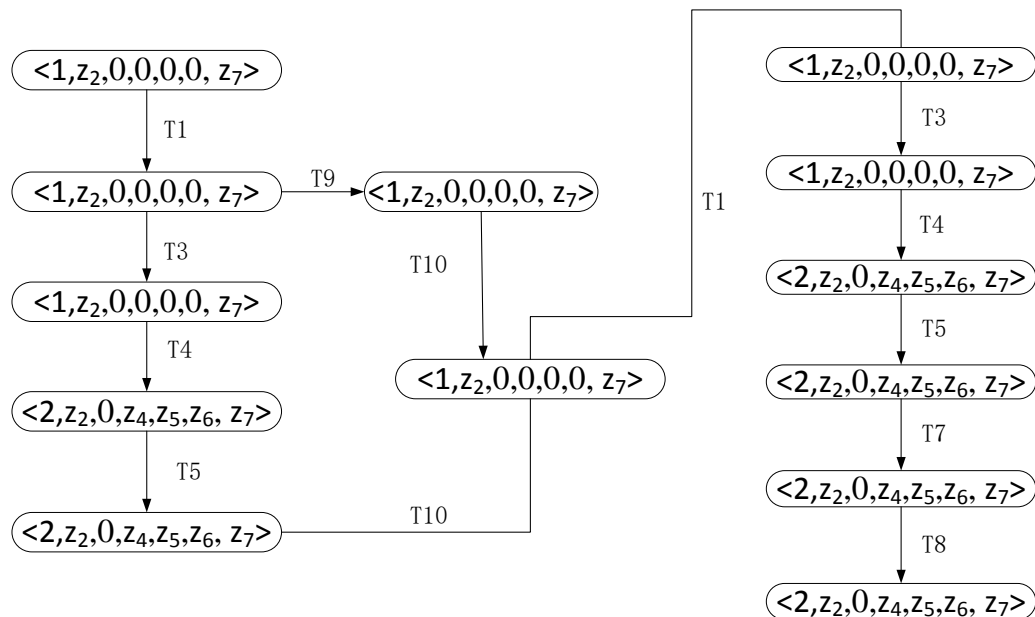 <1,z₂,0,0,0,0, z₇>
T1
<1,z₂,0,0,0,0, z₇>
T9
<1,z₂,0,0,0,0, z₇>
T3
T10
<1,z₂,0,0,0,0, z₇>
T4
<1,z₂,0,0,0,0, z₇>
<2,z₂,0,z₄,z₅,z₆, z₇>
T5
<2,z₂,0,z₄,z₅,z₆, z₇>
T10
T1
<1,z₂,0,0,0,0, z₇>
T3
<1,z₂,0,0,0,0, z₇>
T4
<2,z₂,0,z₄,z₅,z₆, z₇>
T5
<2,z₂,0,z₄,z₅,z₆, z₇>
T7
<2,z₂,0,z₄,z₅,z₆, z₇>
T8
<2,z₂,0,z₄,z₅,z₆, z₇>